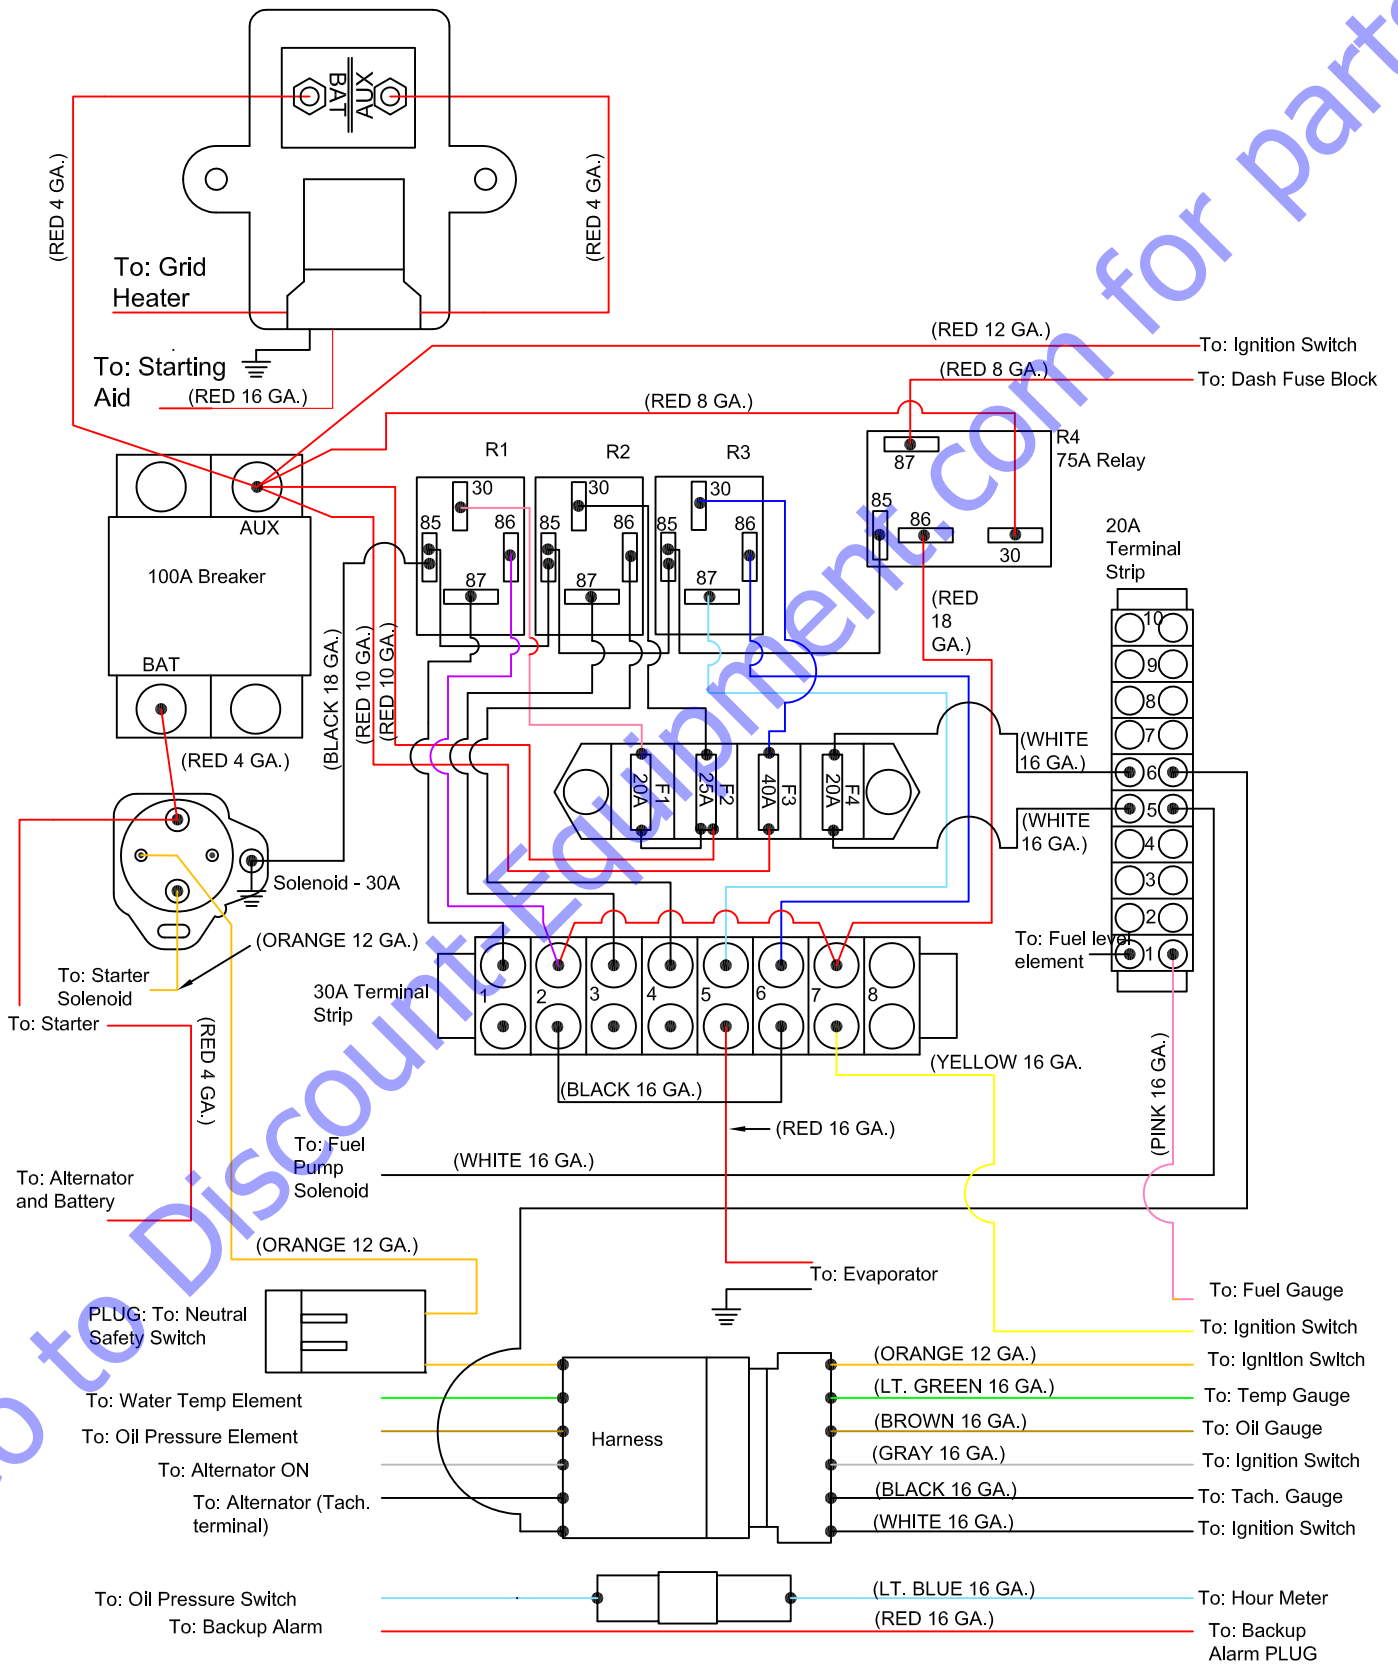 BAT
AUX
(RED 4 GA.)
(RED 4 GA.)
To: Grid
Heater
To: Starting
Aid
(RED 16 GA.)
(RED 12 GA.)
To: Ignition Switch
(RED 8 GA.)
To: Dash Fuse Block
(RED 8 GA.)
R1
R2
R3
R4
75A Relay
30
85
86
87
30
85
86
87
30
85
86
87
87
85
86
30
AUX
100A Breaker
BAT
(RED 4 GA.)
(BLACK 18 GA.)
(RED 10 GA.)
(RED 10 GA.)
(RED
18
GA.)
20A
Terminal
Strip
10
9
8
7
6
5
4
3
2
1
(WHITE
16 GA.)
(WHITE
16 GA.)
F1
20A
F2
25A
F3
40A
F4
20A
Solenoid - 30A
(ORANGE 12 GA.)
To: Starter
Solenoid
To: Starter
(RED 4 GA.)
30A Terminal
Strip
1
2
3
4
5
6
7
8
To: Fuel level
element
(BLACK 16 GA.)
(YELLOW 16 GA.
(RED 16 GA.)
(PINK 16 GA.)
To: Fuel
Pump
Solenoid
(WHITE 16 GA.)
To: Alternator
and Battery
(ORANGE 12 GA.)
To: Evaporator
PLUG: To: Neutral
Safety Switch
To: Fuel Gauge
To: Ignition Switch
(ORANGE 12 GA.)
To: Ignition Switch
To: Water Temp Element
(LT. GREEN 16 GA.)
To: Temp Gauge
To: Oil Pressure Element
Harness
(BROWN 16 GA.)
To: Oil Gauge
To: Alternator ON
(GRAY 16 GA.)
To: Ignition Switch
To: Alternator (Tach.
terminal)
(BLACK 16 GA.)
To: Tach. Gauge
(WHITE 16 GA.)
To: Ignition Switch
To: Oil Pressure Switch
(LT. BLUE 16 GA.)
To: Hour Meter
To: Backup Alarm
(RED 16 GA.)
To: Backup
Alarm PLUG
to Discount-Equipment.com for parts